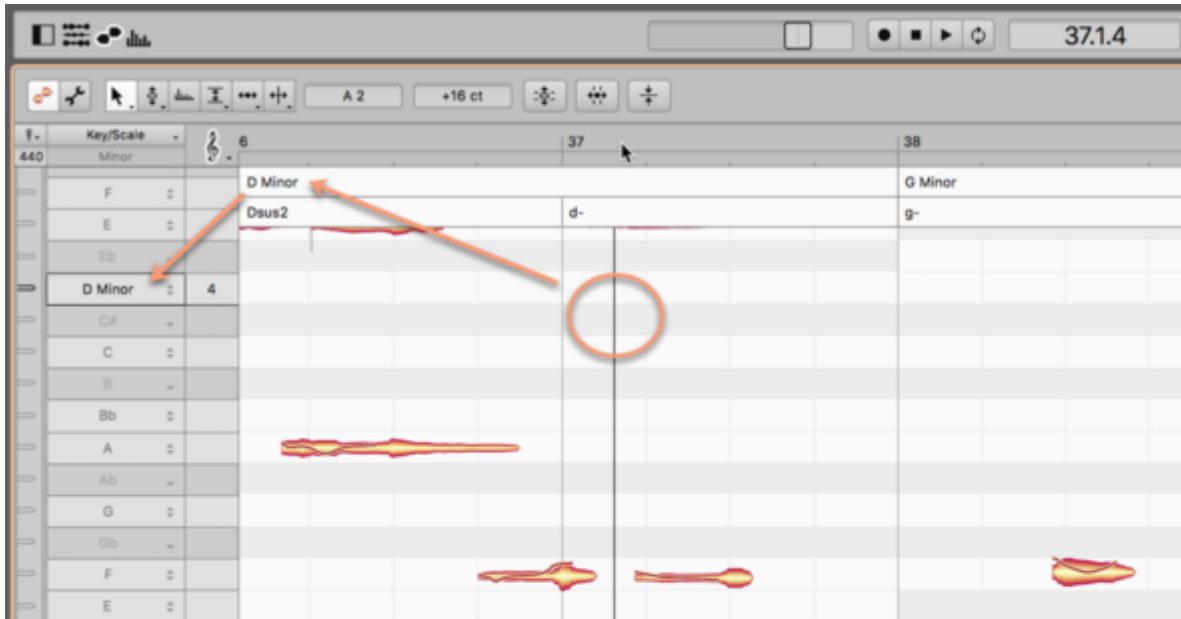 37.1.4
A 2
+16 ct
Key/Scale
6
37
38
440
Minor
D Minor
G Minor
F
Dsus2
d-
g-
E
Eb
D Minor
4
C#
C
B
Bb
A
Ab
G
Gb
F
E